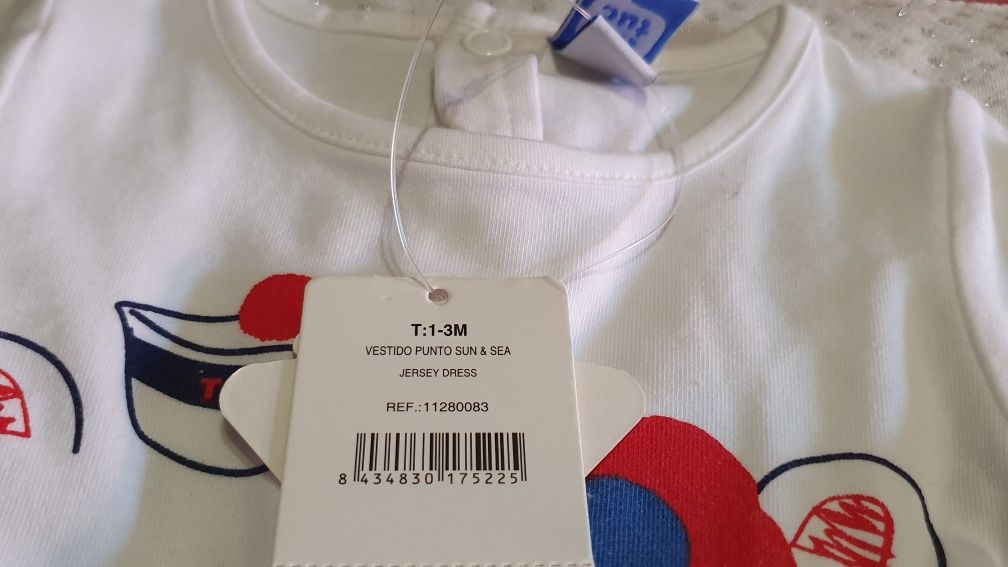 T:1-3M
VESTIDO PUNTO SUN & SEA
JERSEY DRESS
REF.:11280083
8 434830 175225
T